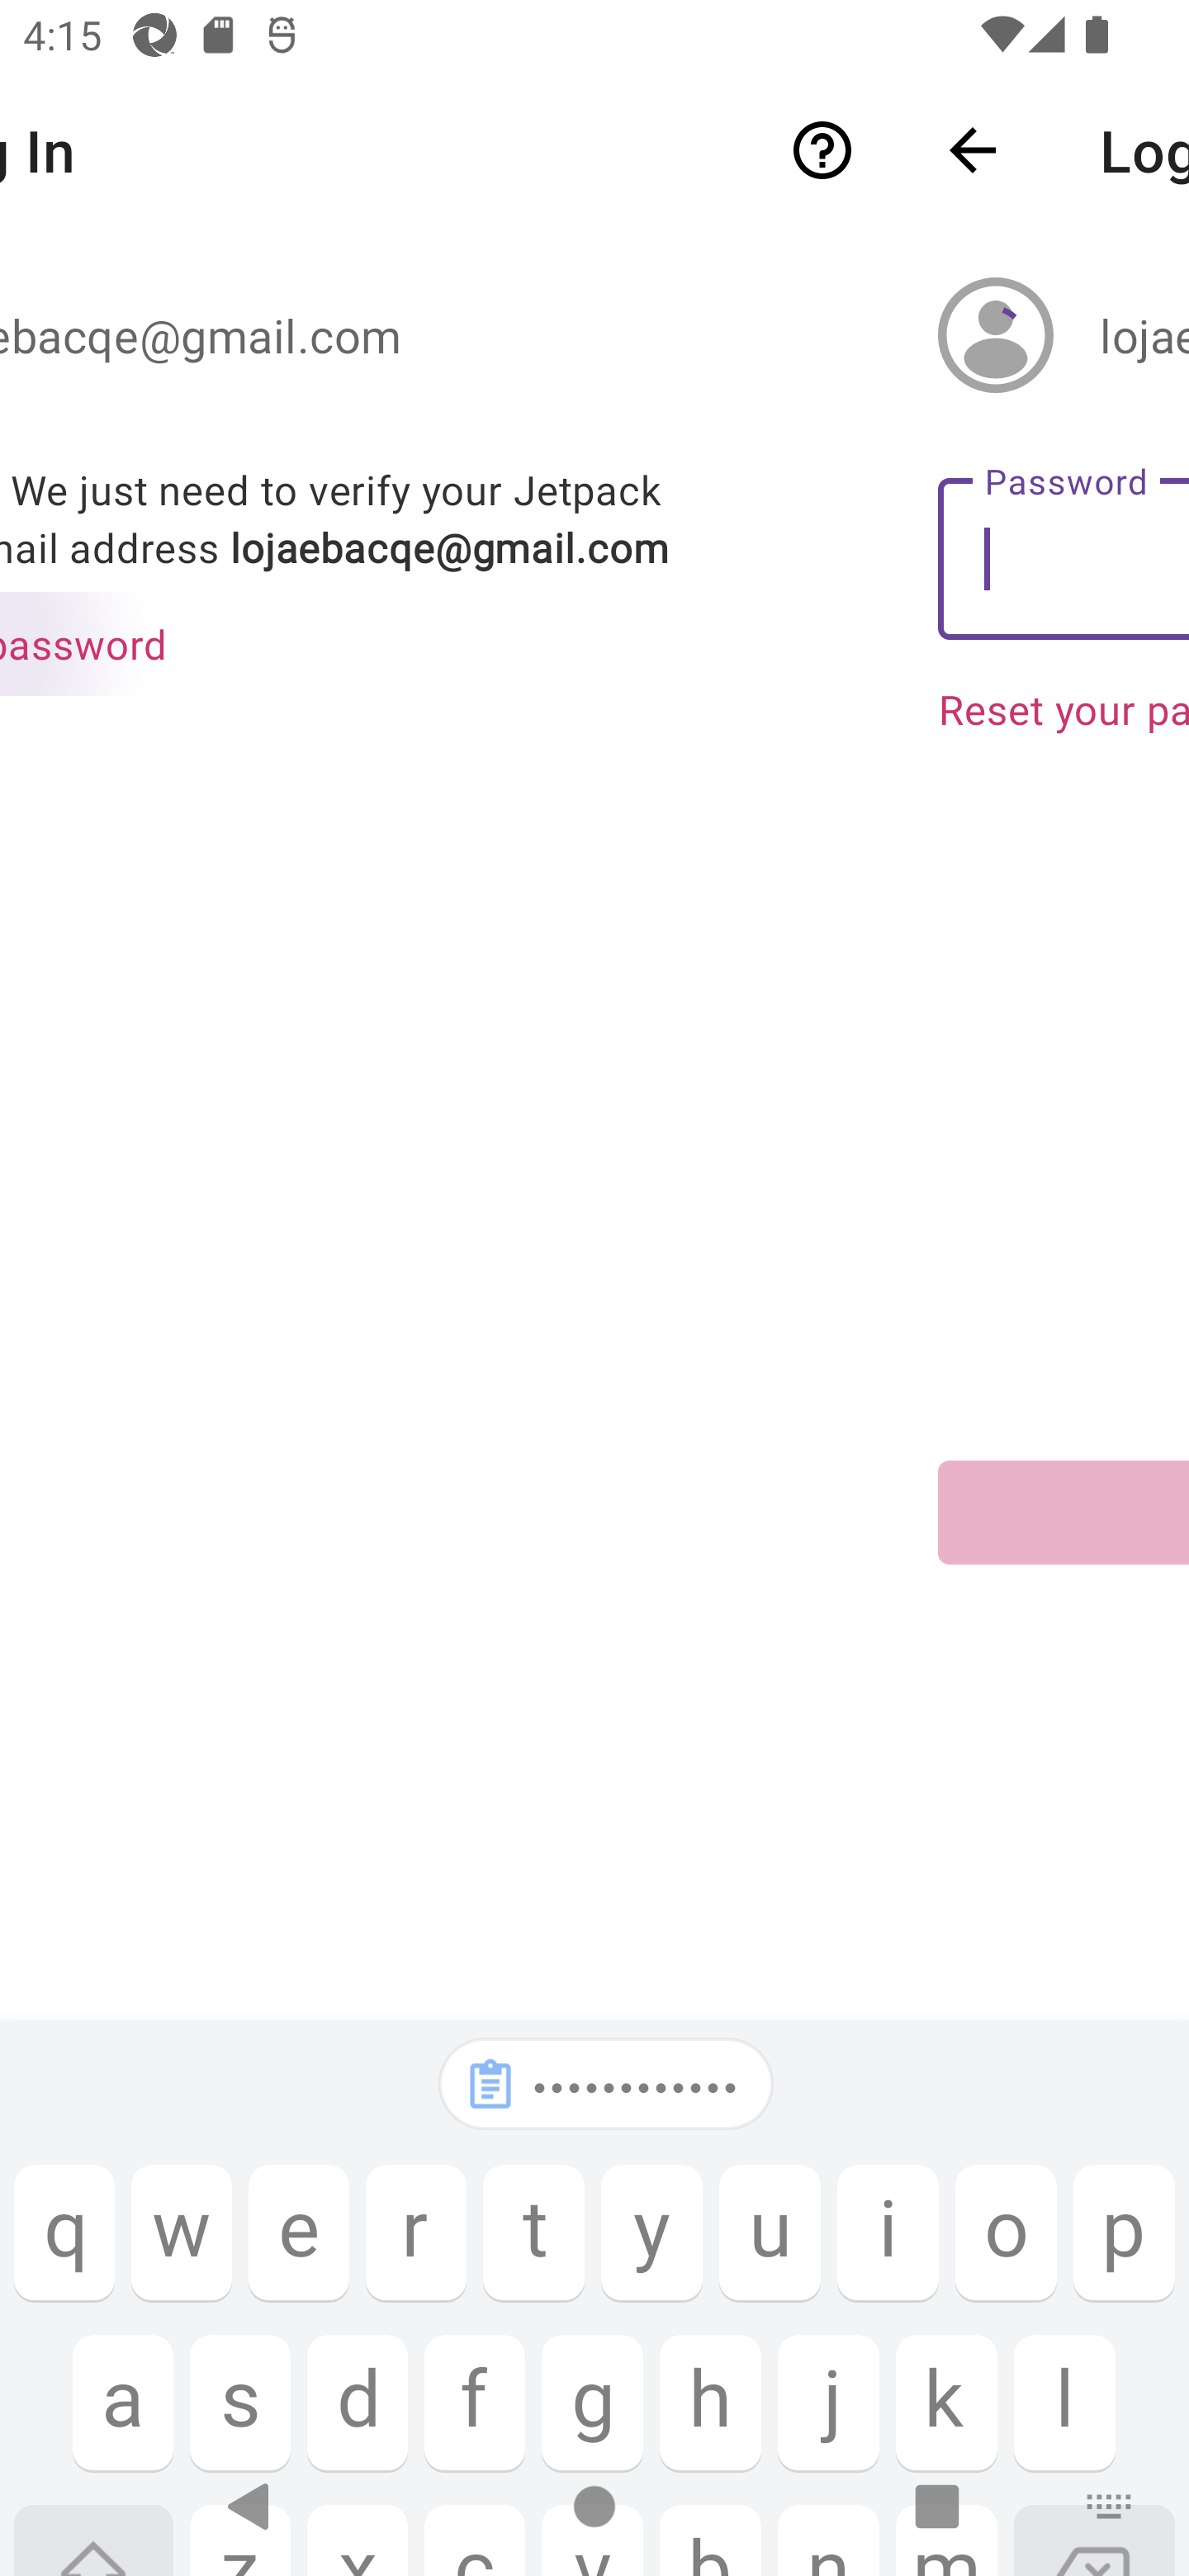 4:15
g In
Log
ebacqe@gmail.com
lojae
We just need to verify your Jetpack
nail address lojaebacqe@gmail.com
password
Password
Reset your pa
••••••••••••
q w e r t y u i o p
a s d f g h j k l
z x c v b n m